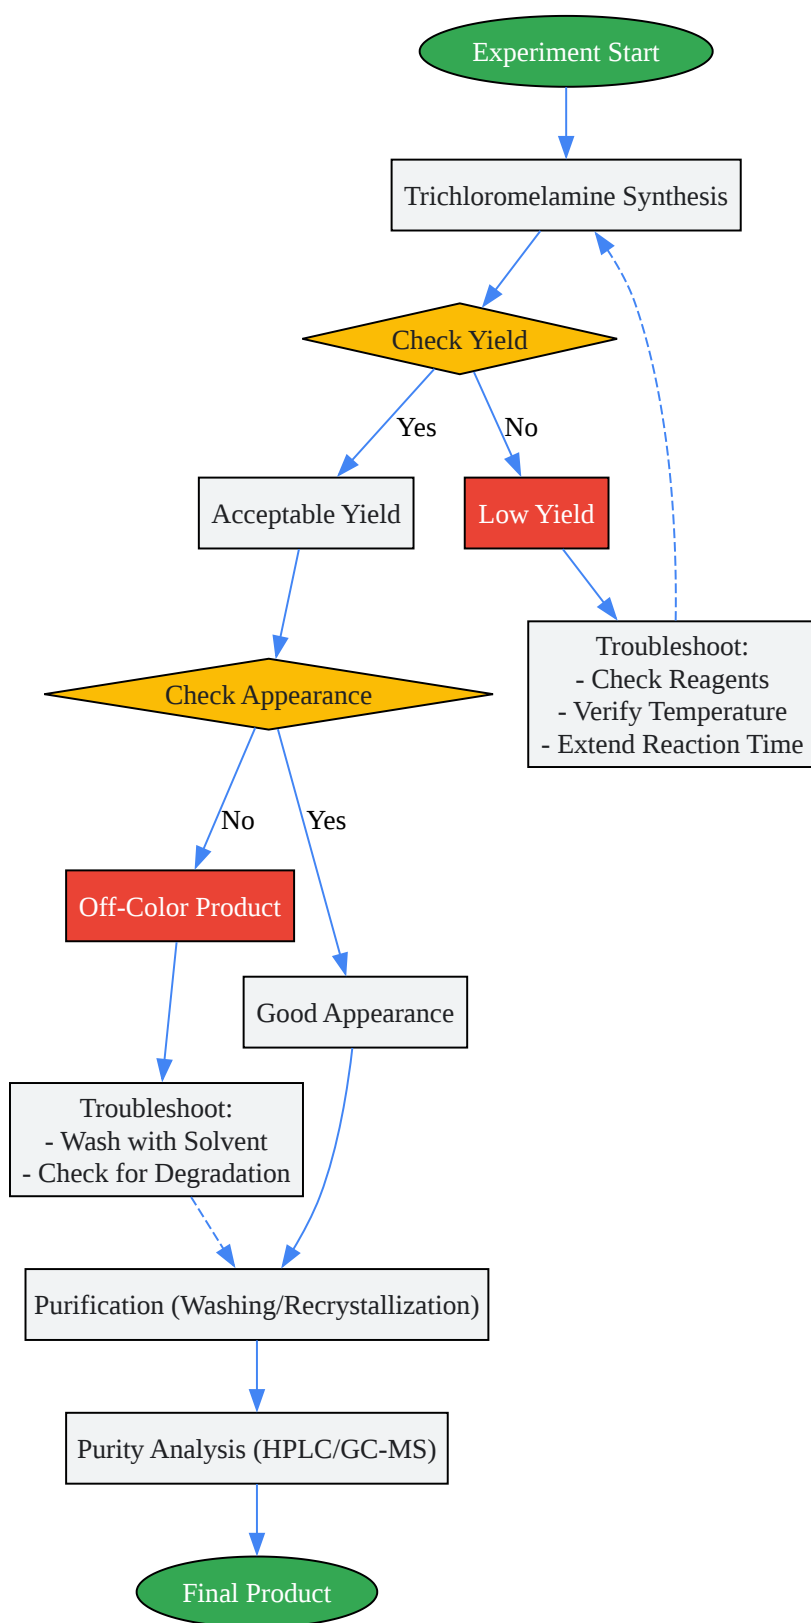 Experiment Start
Trichloromelamine Synthesis
Check Yield
Yes
No
Acceptable Yield
Low Yield
Troubleshoot:
- Check Reagents
- Verify Temperature
- Extend Reaction Time
Check Appearance
No
Yes
Off-Color Product
Good Appearance
Troubleshoot:
- Wash with Solvent
- Check for Degradation
Purification (Washing/Recrystallization)
Purity Analysis (HPLC/GC-MS)
Final Product